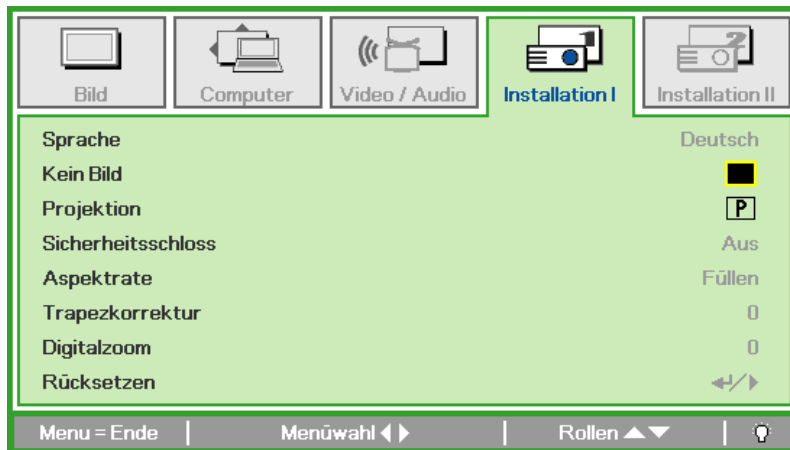 Bild
Computer
Video / Audio
Installation I
Installation II
Sprache Deutsch
Kein Bild
Projektion P
Sicherheitsschloss Aus
Aspektrate Füllen
Trapezkorrektur 0
Digitalzoom 0
Rücksetzen
Menu = Ende Menüwahl Rollen